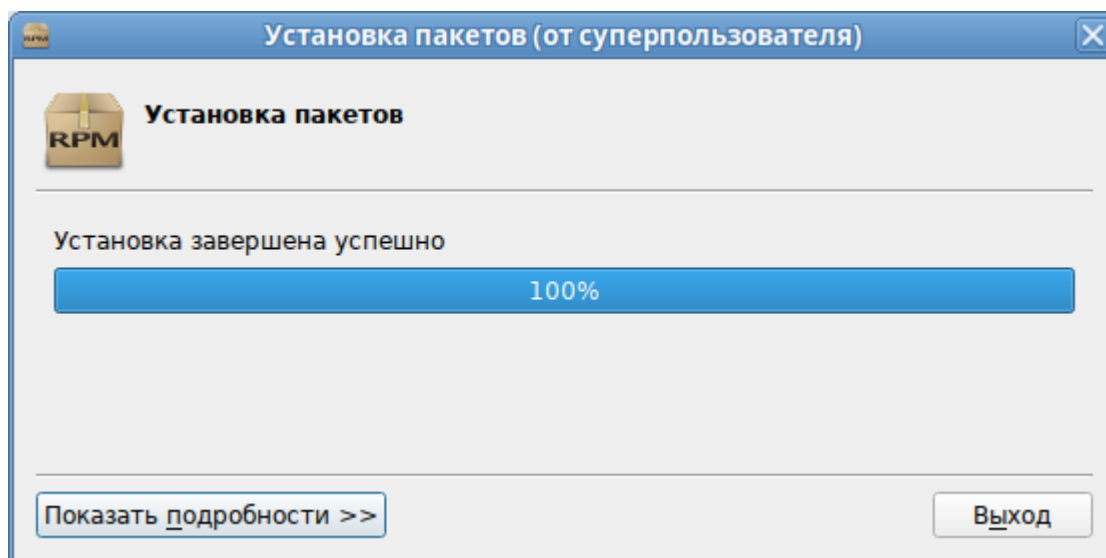 Установка пакетов (от суперпользователя)
RPM
Установка пакетов
Установка завершена успешно
100%
Показать подробности >>
Выход